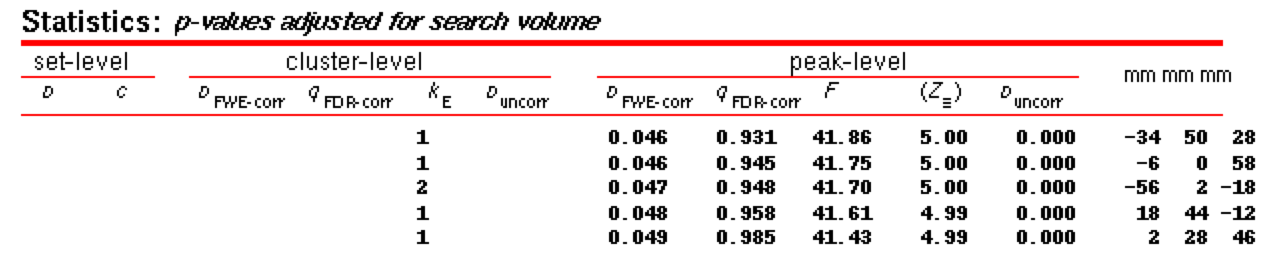 Statistics: p-values adjusted for search volume
set-level cluster-level peak-level mm mm mm
p c p FWE-corr q FDR-corr k E p uncorr p FWE-corr q FDR-corr F (Z≡) p uncorr
1 0.046 0.931 41.86 5.00 0.000 -34 50 28
1 0.046 0.945 41.75 5.00 0.000 -6 0 58
2 0.047 0.948 41.70 5.00 0.000 -56 2 -18
1 0.048 0.958 41.61 4.99 0.000 18 44 -12
1 0.049 0.985 41.43 4.99 0.000 2 28 46